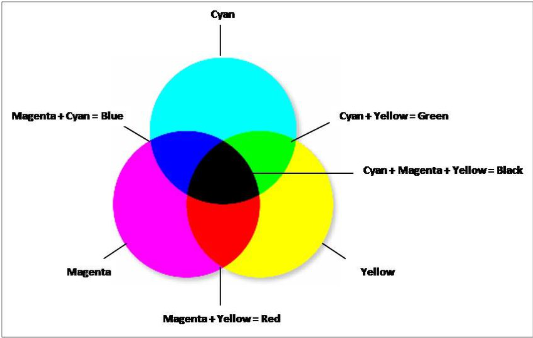 Cyan
Magenta + Cyan = Blue
Cyan + Yellow = Green
Cyan + Magenta + Yellow = Black
Magenta
Yellow
Magenta + Yellow = Red